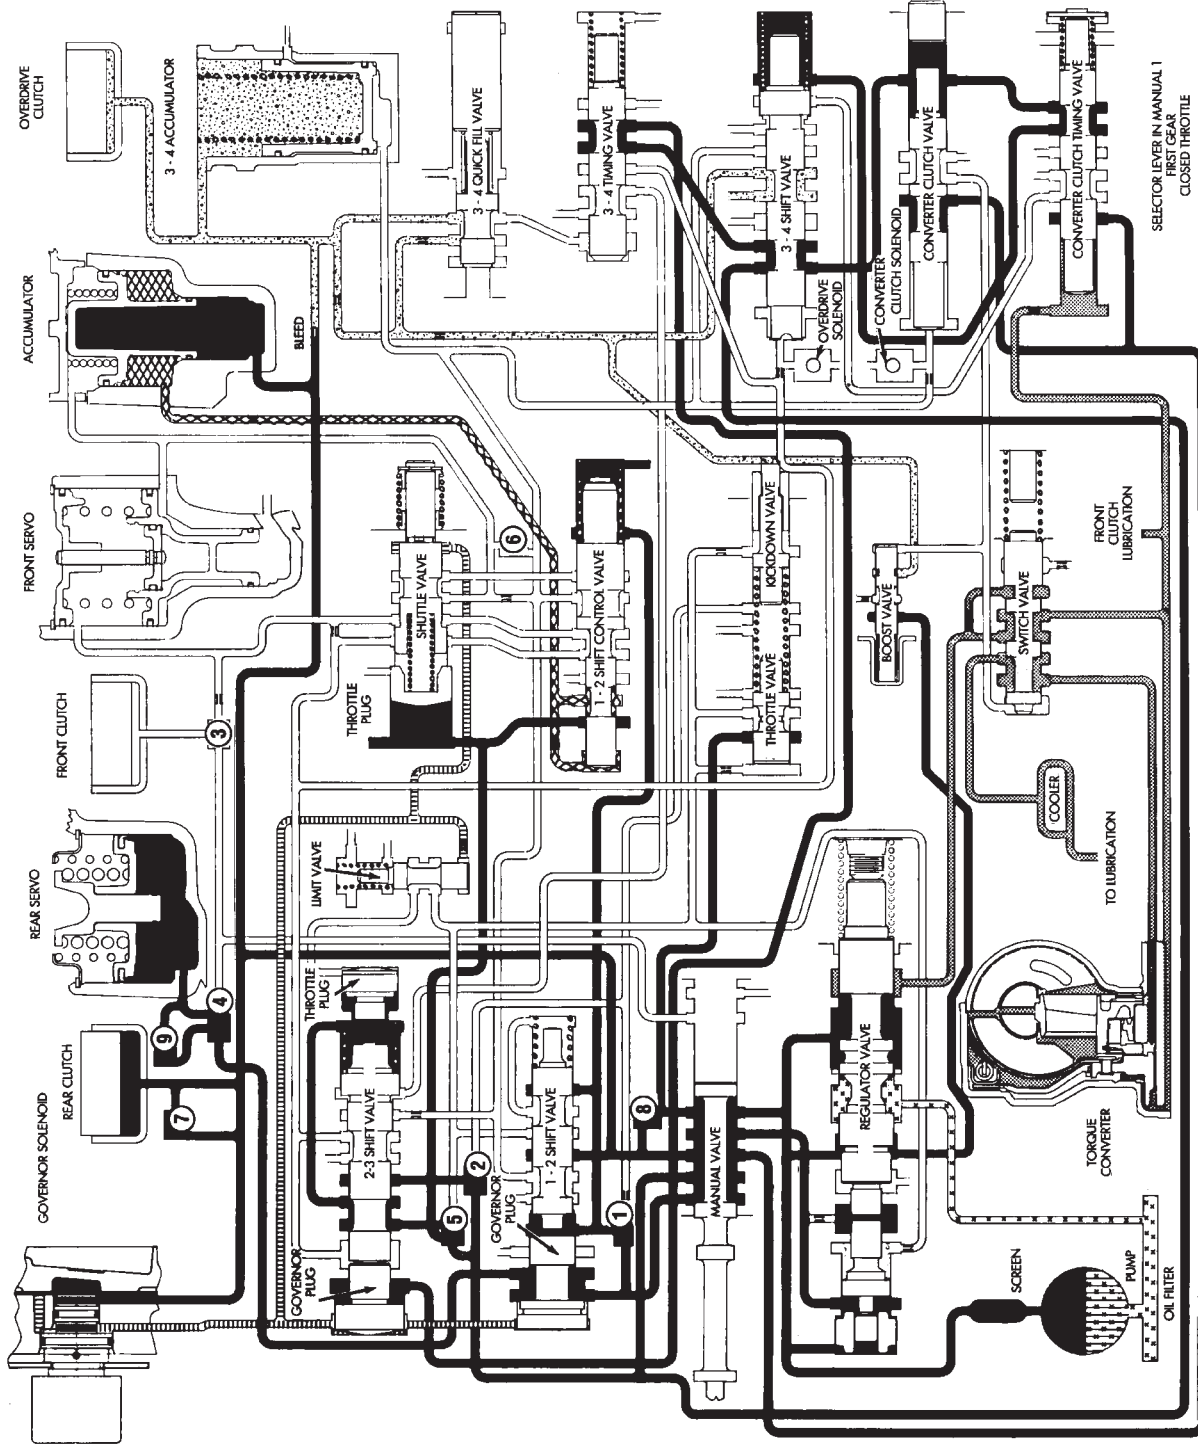 OVERDRIVE
CLUTCH
3 - 4 ACCUMULATOR
3 - 4 QUICK FILL VALVE
3 - 4 TIMING VALVE
3 - 4 SHIFT VALVE
CONVERTER CLUTCH VALVE
CONVERTER CLUTCH TIMING VALVE
SELECTOR LEVER IN MANUAL 1
FIRST GEAR
CLOSED THROTTLE
ACCUMULATOR
BLEED
OVERDRIVE
SOLENOID
CONVERTER
CLUTCH SOLENOID
FRONT SERVO
SHUTTLE VALVE
6
1 - 2 SHIFT CONTROL VALVE
KICKDOWN VALVE
THROTTLE VALVE
BOOST VALVE
SWITCH VALVE
FRONT
CLUTCH
LUBRICATION
FRONT CLUTCH
3
THROTTLE
PLUG
COOLER
TO LUBRICATION
REAR SERVO
LIMIT VALVE
9
4
THROTTLE
PLUG
REAR CLUTCH
7
2-3 SHIFT VALVE
2
5
1 - 2 SHIFT VALVE
8
MANUAL VALVE
REGULATOR VALVE
TORQUE
CONVERTER
GOVERNOR SOLENOID
GOVERNOR
PLUG
GOVERNOR
PLUG
1
SCREEN
PUMP
OIL FILTER